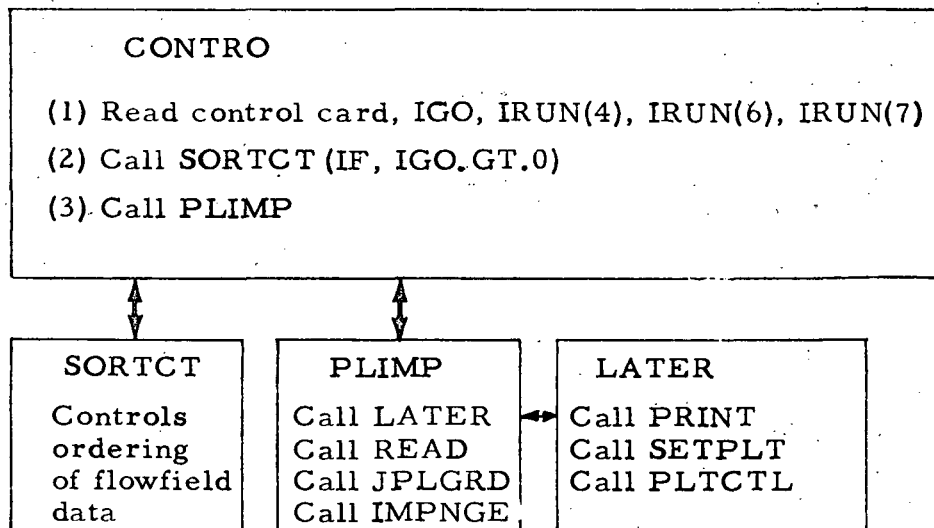 CONTRO
(1) Read control card, IGO, IRUN(4), IRUN(6), IRUN(7)
(2) Call SORTCT (IF, IGO.GT.0)
(3) Call PLIMP
SORTCT
Controls
ordering
of flowfield
data
PLIMP
Call LATER
Call READ
Call JPLGRD
Call IMPNGE
LATER
Call PRINT
Call SETPLT
Call PLTCTL